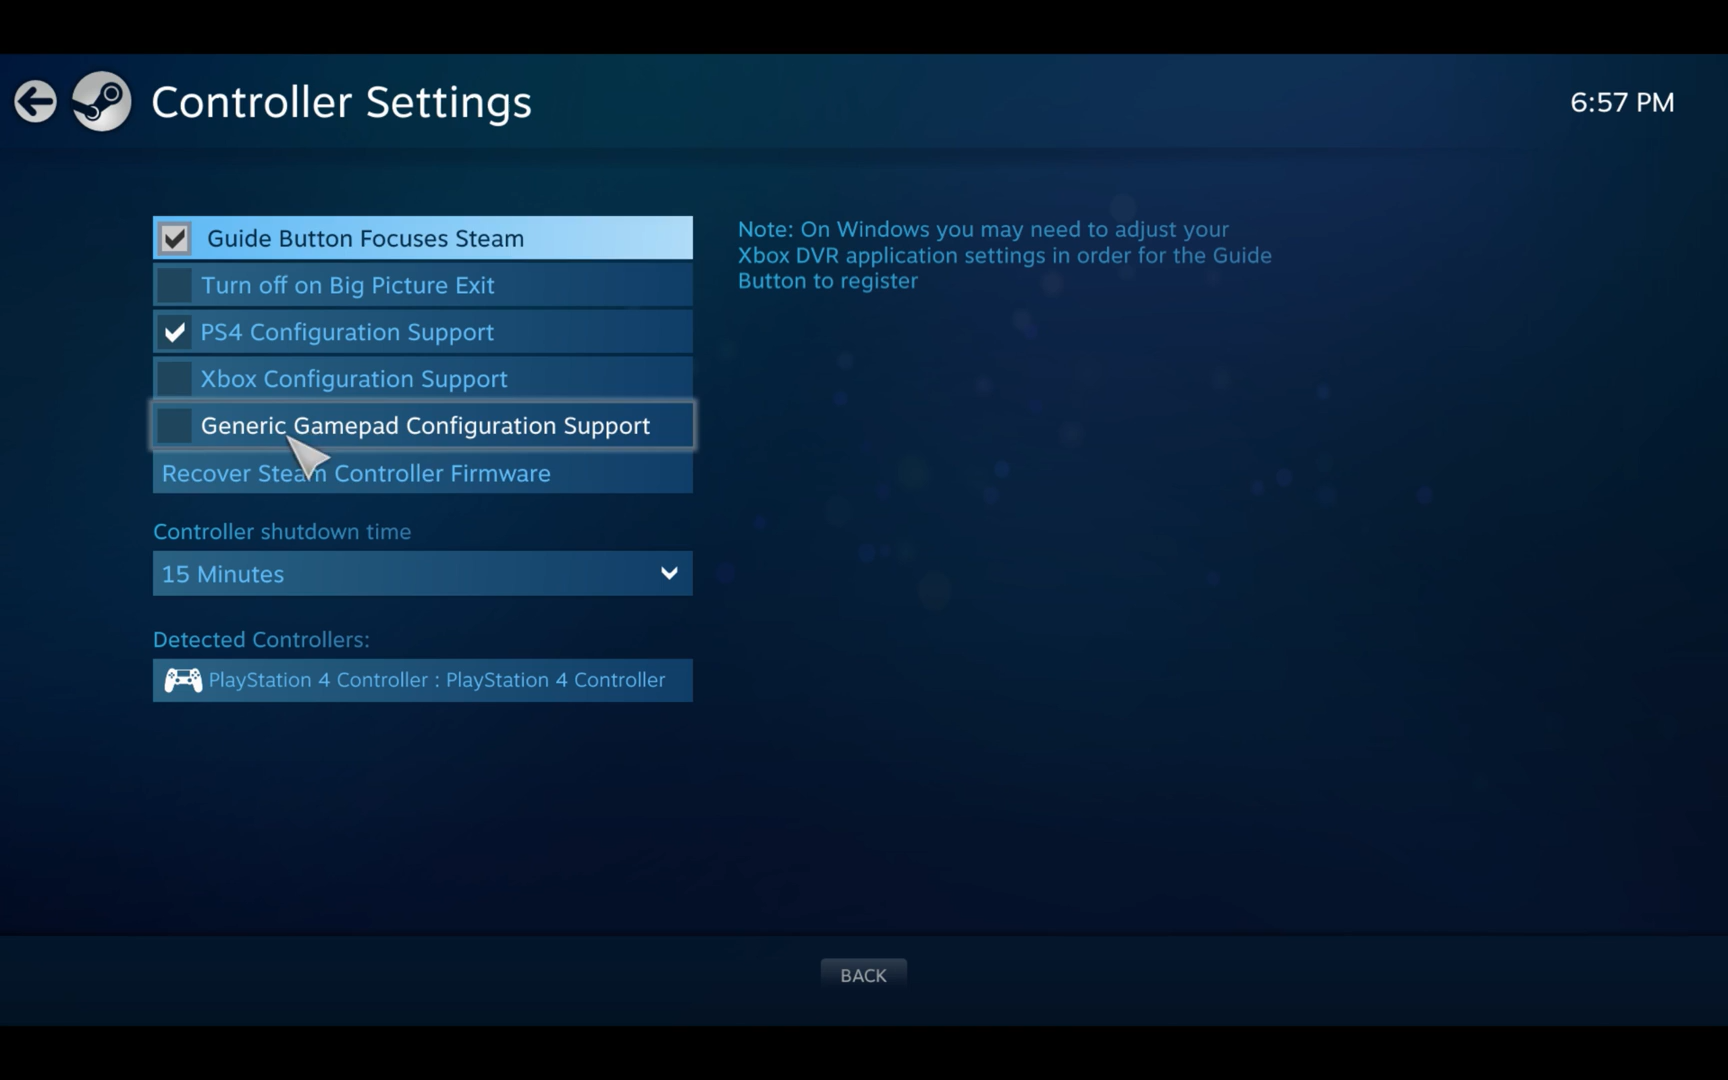 Controller Settings
6:57 PM
Guide Button Focuses Steam
Turn off on Big Picture Exit
PS4 Configuration Support
Xbox Configuration Support
Generic Gamepad Configuration Support
Recover Steam Controller Firmware
Controller shutdown time
15 Minutes
Detected Controllers:
PlayStation 4 Controller : PlayStation 4 Controller
Note: On Windows you may need to adjust your
Xbox DVR application settings in order for the Guide
Button to register
BACK